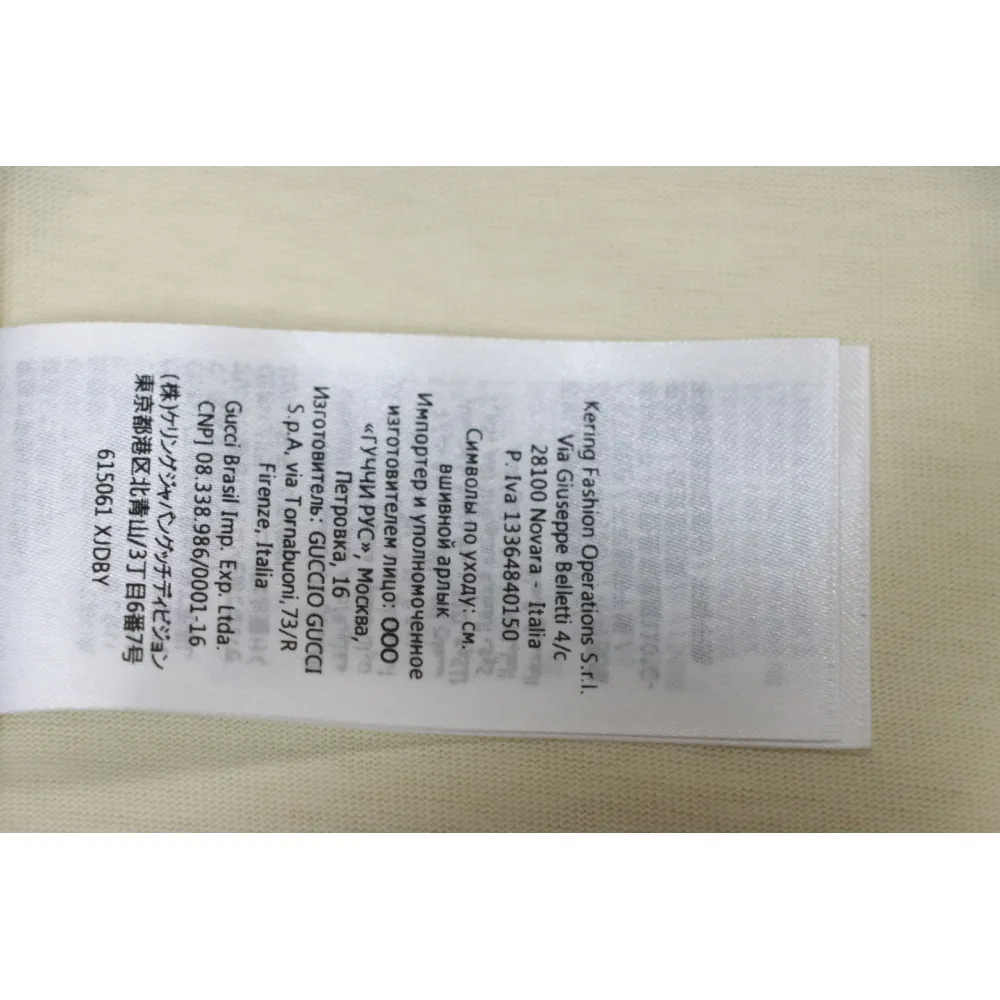 Kering Fashion Operations S.r.l.
Via Giuseppe Belletti 4/c
28100 Novara - Italia
P. Iva 13364840150
Символы по уходу: см.
вшивной арлык
Импортер и уполномоченное
изготовителем лицо: ООО
«ГУЧЧИ РУС», Москва,
Петровка, 16
Изготовитель: GUCCIO GUCCI
S.p.A, via Tornabuoni, 73/R
Firenze, Italia
Gucci Brasil Imp. Exp. Ltda.
CNPJ 08.338.986/0001-16
(株)ケリングジャパングッチディビジョン
東京都港区北青山/3丁目6番7号
615061 XJDBY